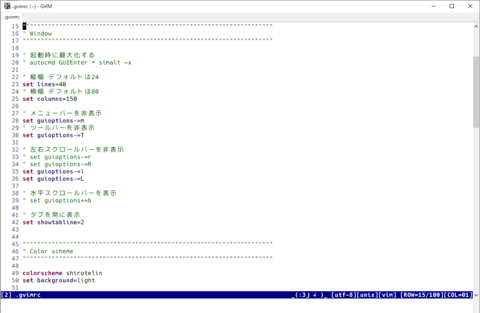 .gvimrc (~) - GVIM
.gvimrc
15 "**********************************************************************
16 " Window
17 "**********************************************************************
18
19 " 起動時に最大化する
20 " autocmd GUIEnter * simalt ~x
21
22 " 縦幅 デフォルトは24
23 set lines=40
24 " 横幅 デフォルトは80
25 set columns=150
26
27 " メニューバーを非表示
28 set guioptions-=m
29 " ツールバーを非表示
30 set guioptions-=T
31
32 " 左右スクロールバーを非表示
33 " set guioptions-=r
34 " set guioptions-=R
35 set guioptions-=l
36 set guioptions-=L
37
38 " 水平スクロールバーを表示
39 " set guioptions+=b
40
41 " タブを常に表示
42 set showtabline=2
43
44
45 "**********************************************************************
46 " Color scheme
47 "**********************************************************************
48
49 colorscheme shirotelin
50 set background=light
51
[2] .gvimrc _(:3」∠ )_ [utf-8][unix][vim] [ROW=15/100][COL=01]